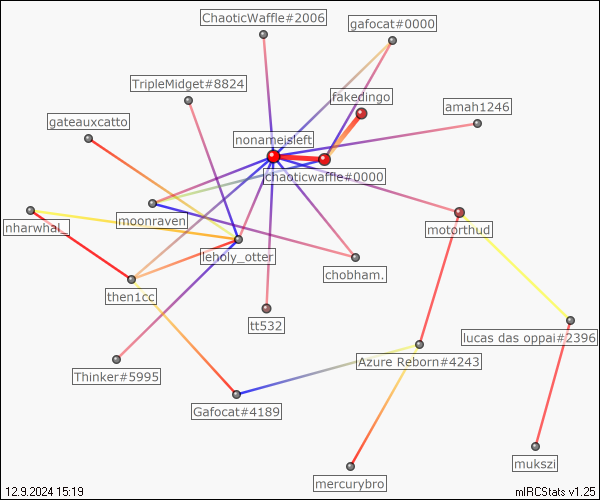 ChaoticWaffle#2006
gafocat#0000
TripleMidget#8824
fakedingo
amah1246
gateauxcatto
nonameisleft
chaoticwaffle#0000
nharwhal_
moonraven
motorthud
leholy_otter
chobham.
then1cc
tt532
lucas das oppai#2396
Azure Reborn#4243
Thinker#5995
Gafocat#4189
mukszi
mercurybro
12.9.2024 15:19
mIRCStats v1.25